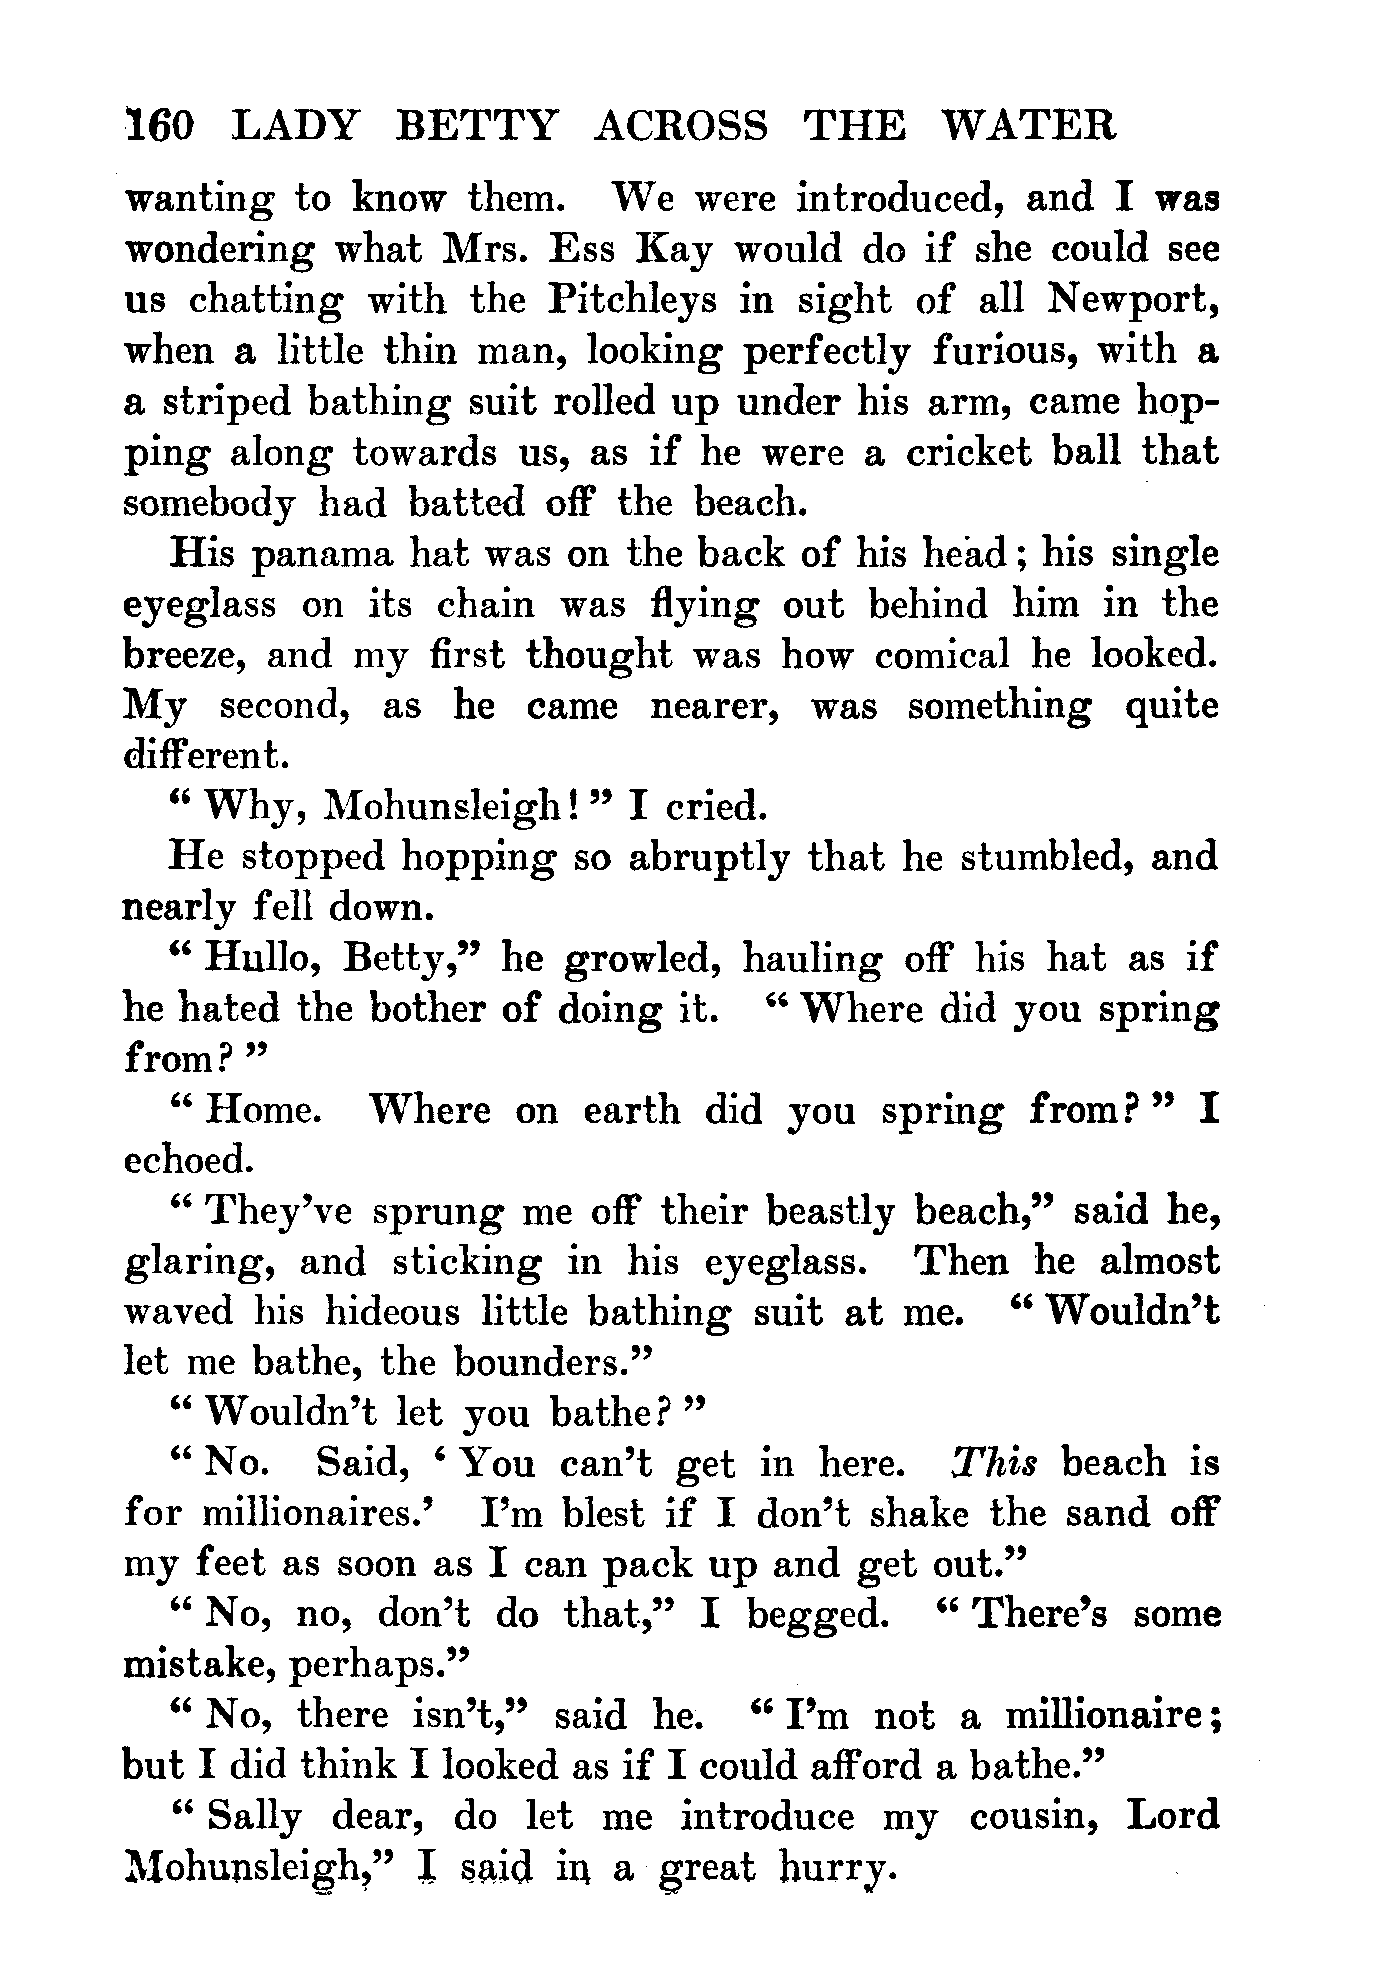 160 LADY BETTY ACROSS THE WATER
wanting to know them. We were introduced, and I was
wondering what Mrs. Ess Kay would do if she could see
us chatting with the Pitchleys in sight of all Newport,
when a little thin man, looking perfectly furious, with a
a striped bathing suit rolled up under his arm, came hop-
ping along towards us, as if he were a cricket ball that
somebody had batted off the beach.
His panama hat was on the back of his head; his single
eyeglass on its chain was flying out behind him in the
breeze, and my first thought was how comical he looked.
My second, as he came nearer, was something quite
different.
“Why, Mohunsleigh!” I cried.
He stopped hopping so abruptly that he stumbled, and
nearly fell down.
“Hullo, Betty,” he growled, hauling off his hat as if
he hated the bother of doing it. “Where did you spring
from?”
“Home. Where on earth did you spring from?” I
echoed.
“They’ve sprung me off their beastly beach,” said he,
glaring, and sticking in his eyeglass. Then he almost
waved his hideous little bathing suit at me. “Wouldn’t
let me bathe, the bounders.”
“Wouldn’t let you bathe?”
“No. Said, ‘You can’t get in here. This beach is
for millionaires.’ I’m blest if I don’t shake the sand off
my feet as soon as I can pack up and get out.”
“No, no, don’t do that,” I begged. “There’s some
mistake, perhaps.”
“No, there isn’t,” said he. “I’m not a millionaire;
but I did think I looked as if I could afford a bathe.”
“Sally dear, do let me introduce my cousin, Lord
Mohunsleigh,” I said in a great hurry.